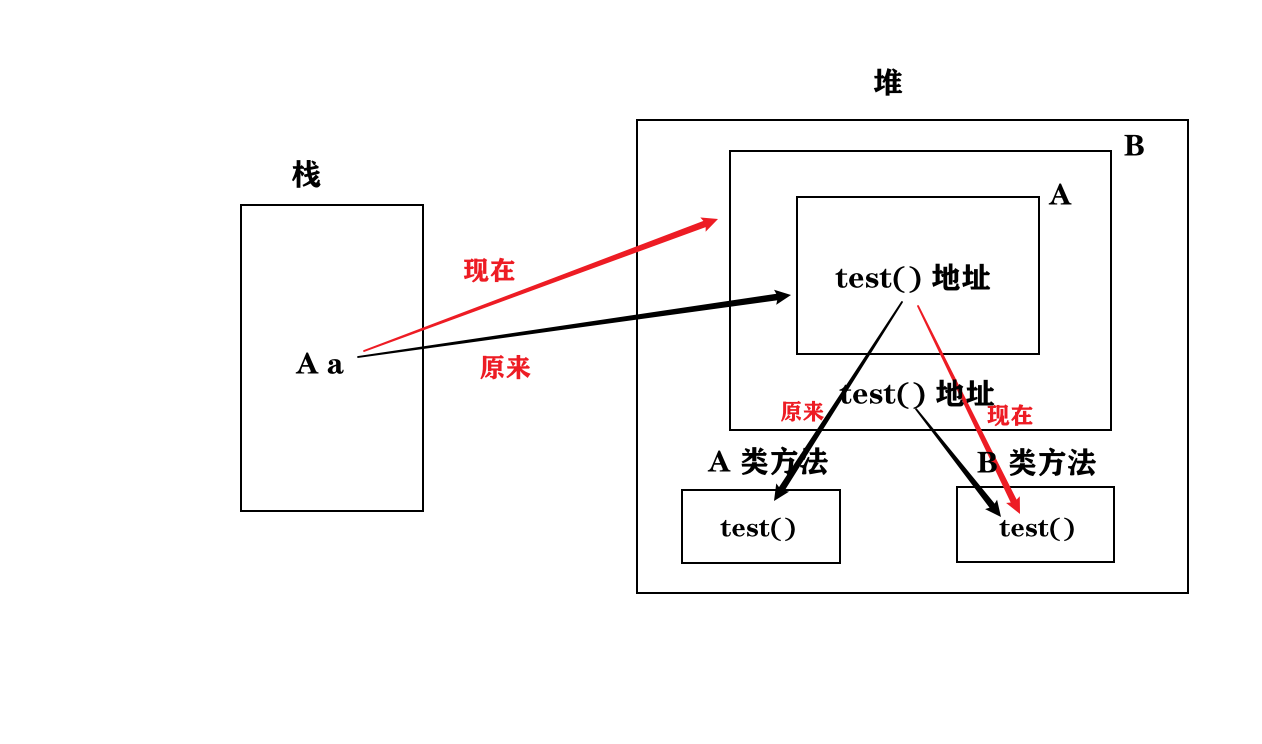 堆
B
栈
A
现在
test() 地址
A a
原来
test() 地址
原来
现在
A 类方法
B 类方法
test()
test()